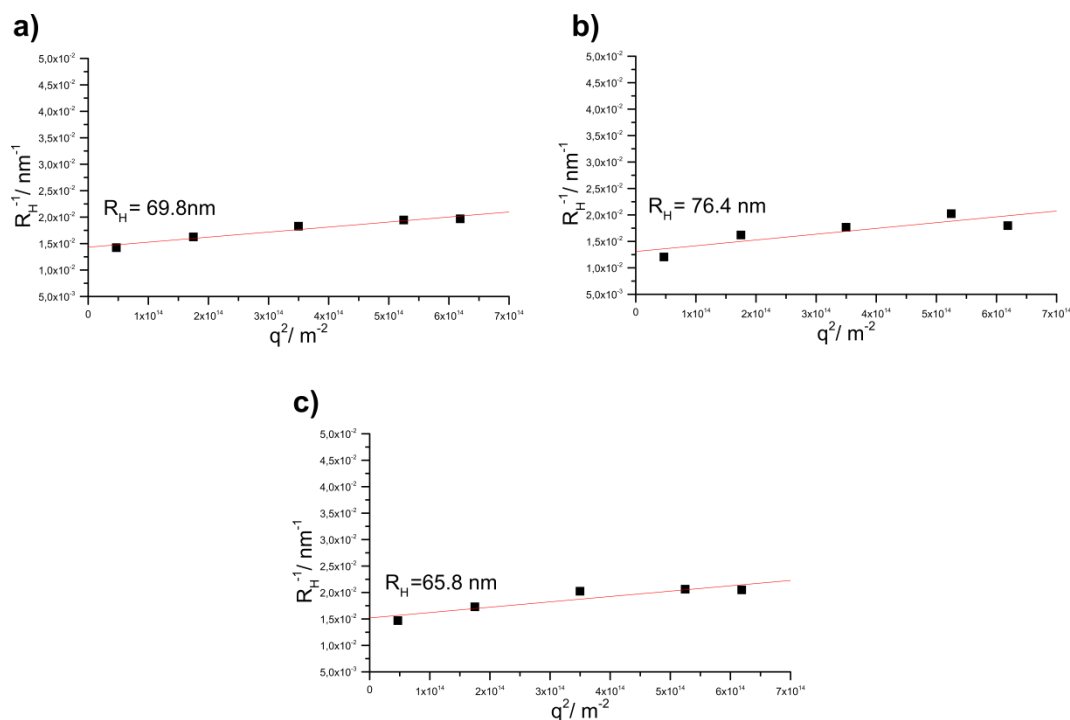 a)
5,0x10⁻²
4,5x10⁻²
4,0x10⁻²
3,5x10⁻²
3,0x10⁻²
2,5x10⁻²
2,0x10⁻²
1,5x10⁻²
1,0x10⁻²
5,0x10⁻³
R_H⁻¹/ nm⁻¹
R_H= 69.8nm
0 1x10¹⁴ 2x10¹⁴ 3x10¹⁴ 4x10¹⁴ 5x10¹⁴ 6x10¹⁴ 7x10¹⁴
q²/ m⁻²
b)
5,0x10⁻²
4,5x10⁻²
4,0x10⁻²
3,5x10⁻²
3,0x10⁻²
2,5x10⁻²
2,0x10⁻²
1,5x10⁻²
1,0x10⁻²
5,0x10⁻³
R_H⁻¹/ nm⁻¹
R_H= 76.4 nm
0 1x10¹⁴ 2x10¹⁴ 3x10¹⁴ 4x10¹⁴ 5x10¹⁴ 6x10¹⁴ 7x10¹⁴
q²/ m⁻²
c)
5,0x10⁻²
4,5x10⁻²
4,0x10⁻²
3,5x10⁻²
3,0x10⁻²
2,5x10⁻²
2,0x10⁻²
1,5x10⁻²
1,0x10⁻²
5,0x10⁻³
R_H⁻¹/ nm⁻¹
R_H=65.8 nm
0 1x10¹⁴ 2x10¹⁴ 3x10¹⁴ 4x10¹⁴ 5x10¹⁴ 6x10¹⁴ 7x10¹⁴
q²/ m⁻²